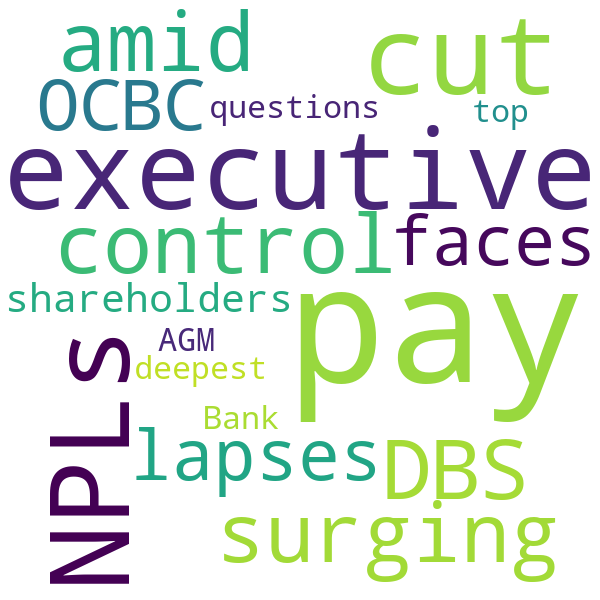 amid cut
OCBC questions top
executive
control faces
shareholders pay
AGM
deepest
Bank
NPLs lapses DBS
surging